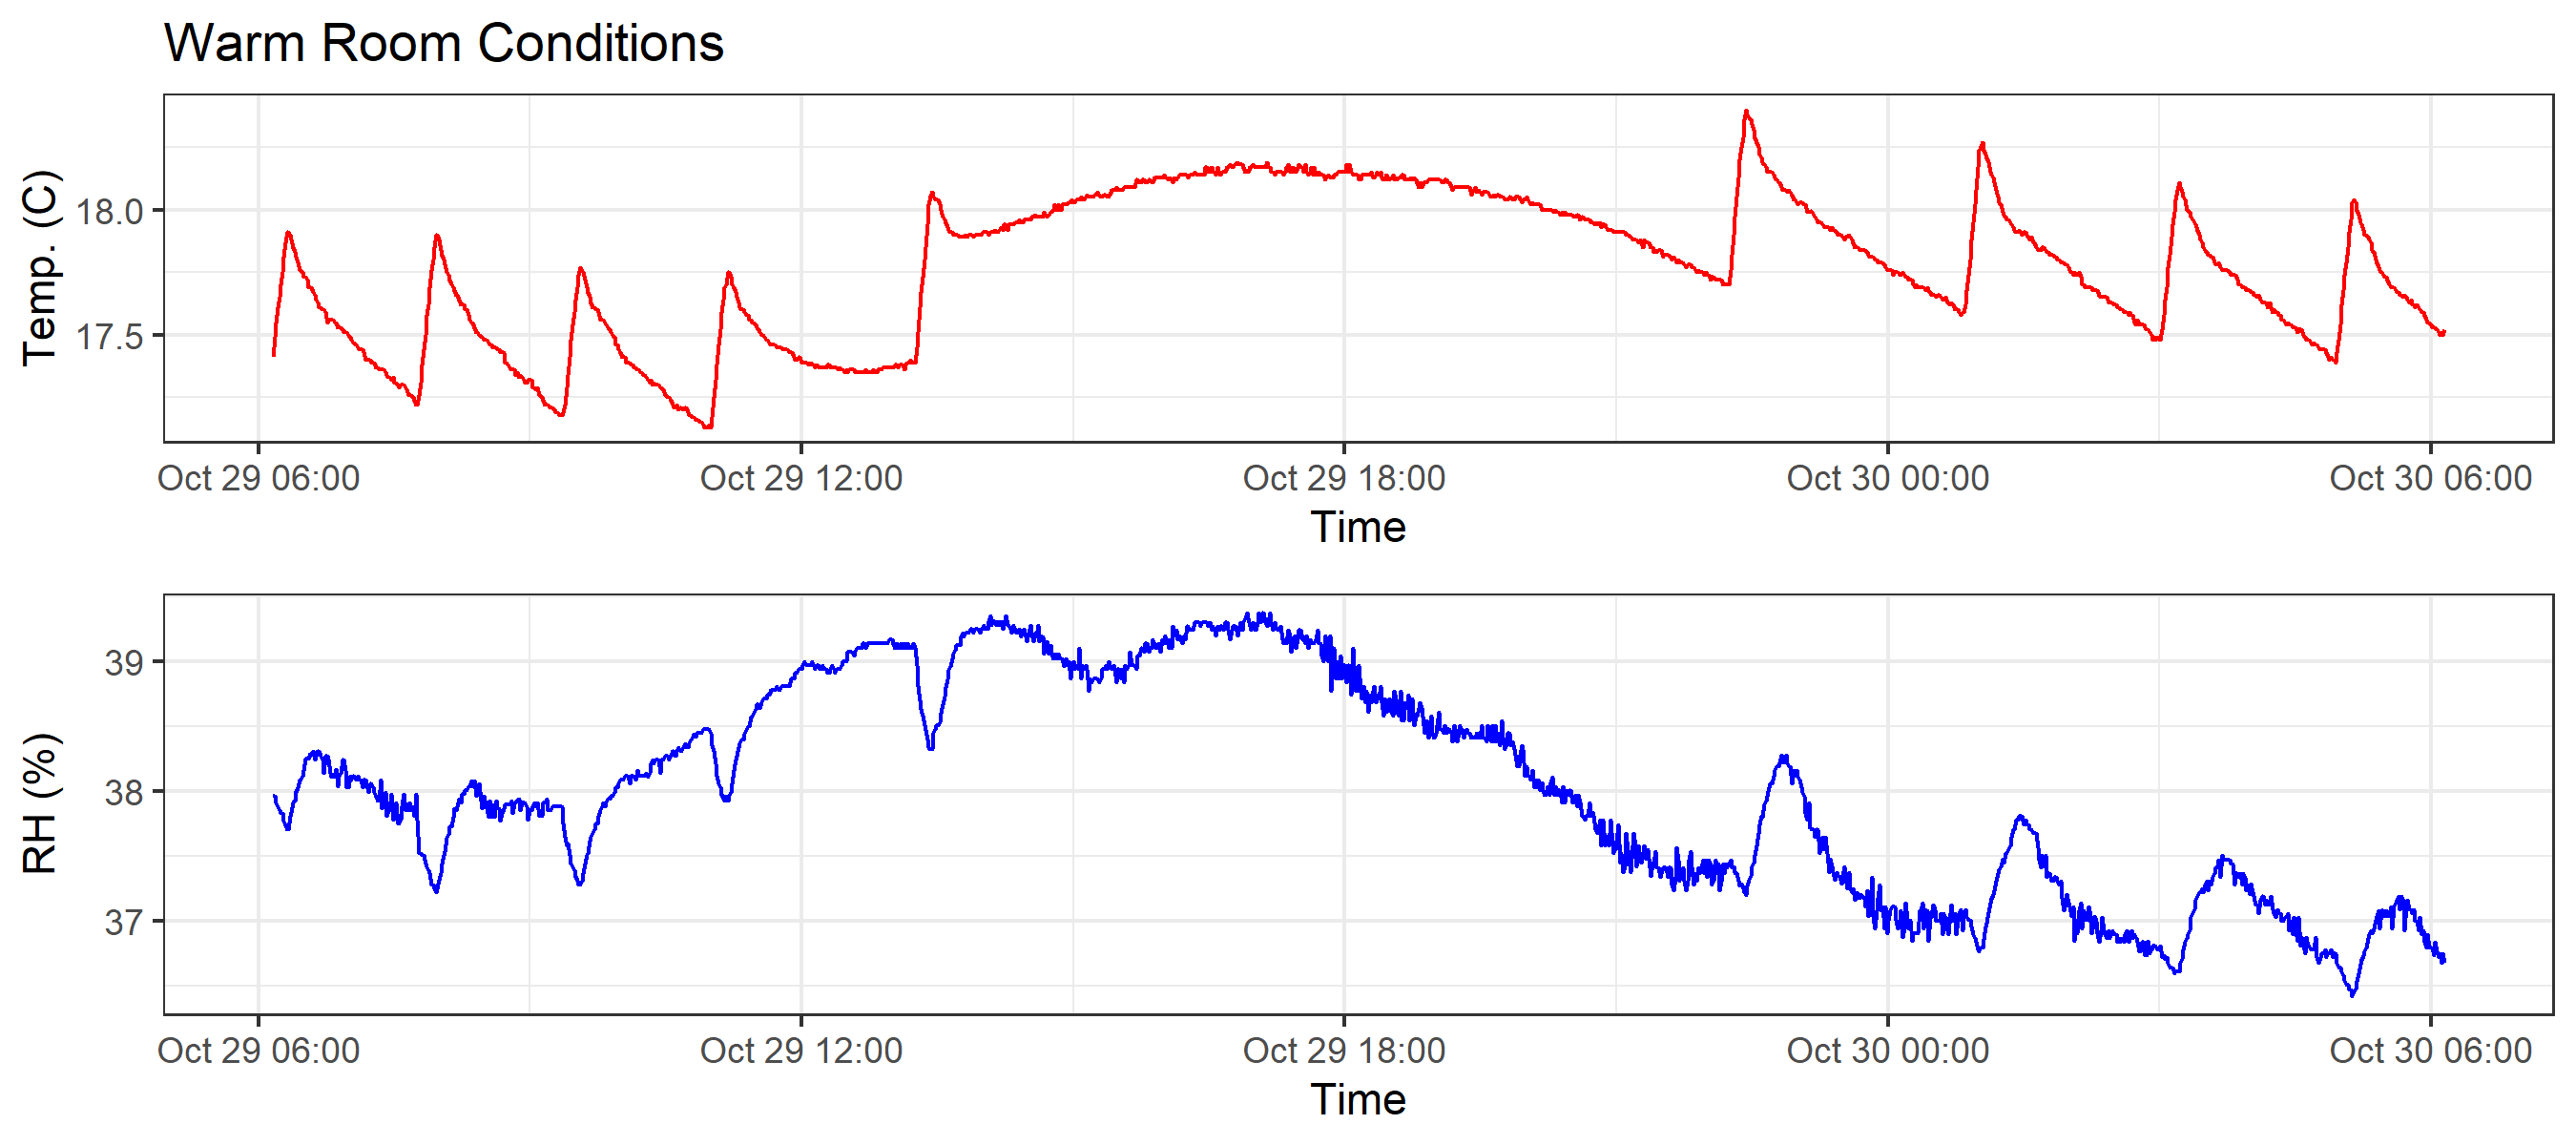 Warm Room Conditions
Temp. (C)
18.0
17.5
Oct 29 06:00 Oct 29 12:00 Oct 29 18:00 Oct 30 00:00 Oct 30 06:00
Time
RH (%)
39
38
37
Oct 29 06:00 Oct 29 12:00 Oct 29 18:00 Oct 30 00:00 Oct 30 06:00
Time